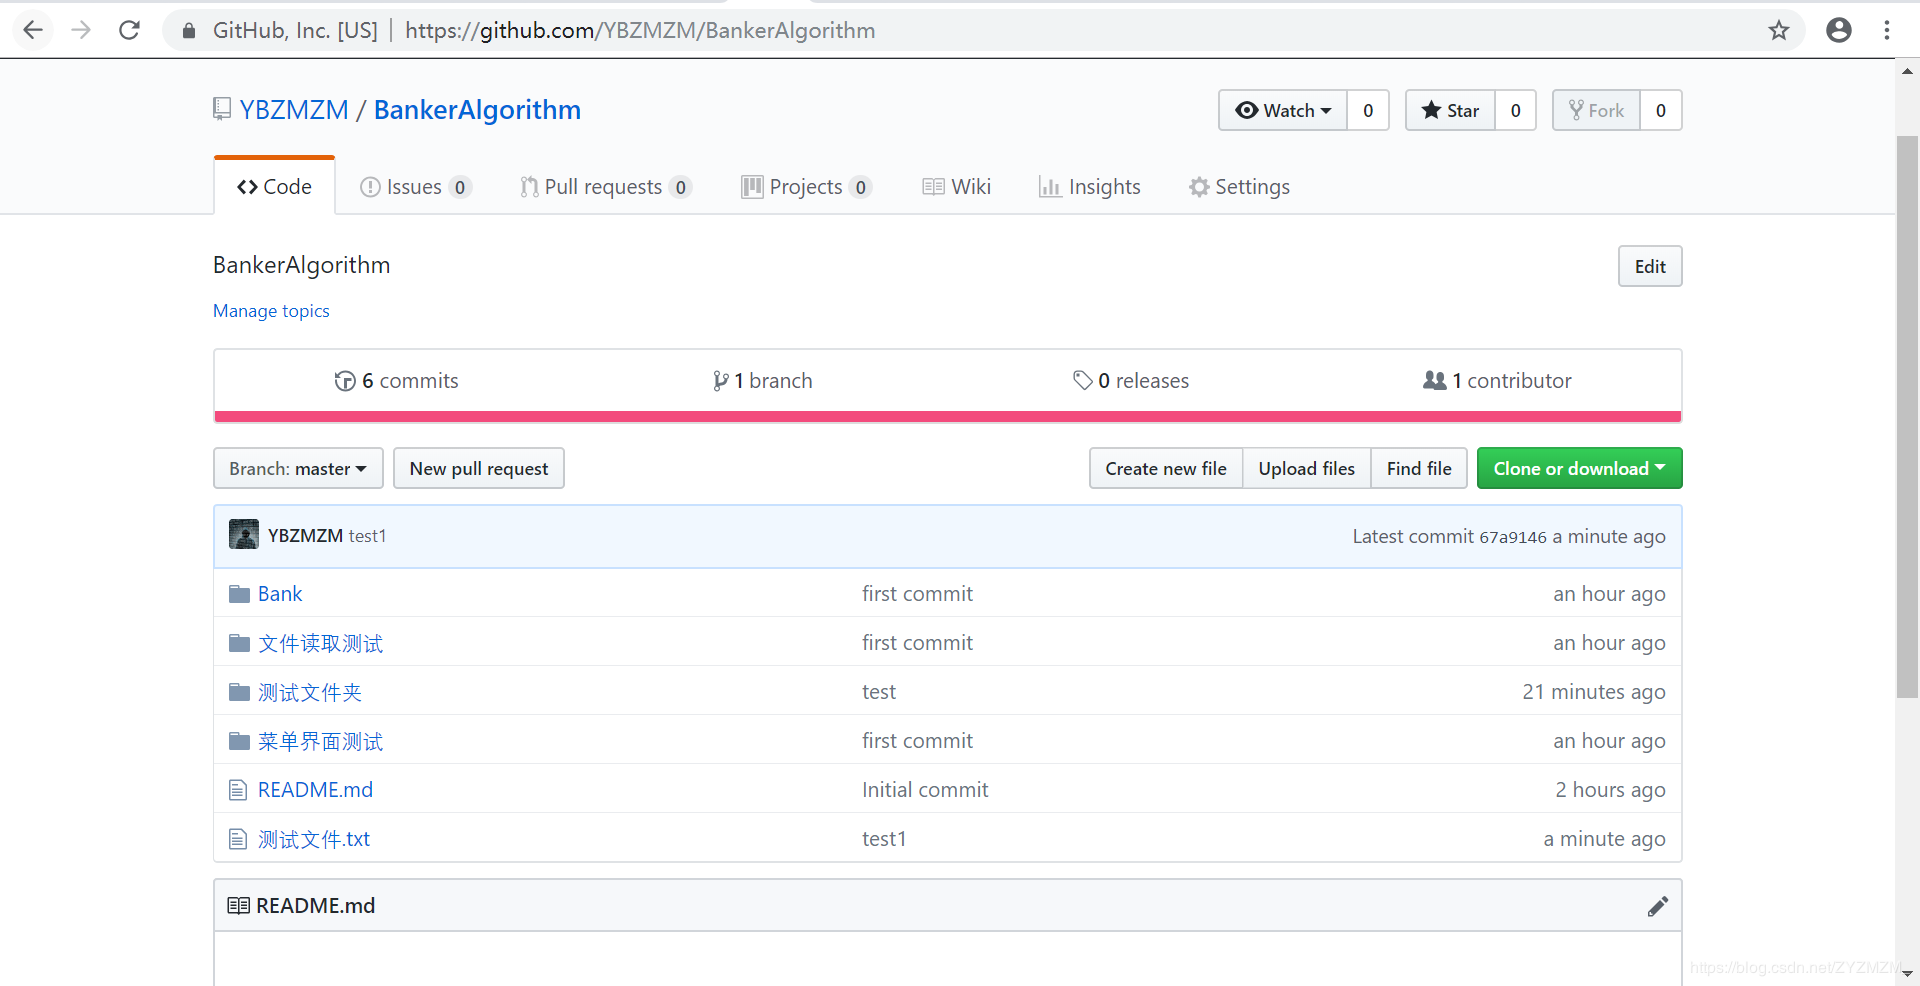 GitHub, Inc. [US] | https://github.com/YBZMZM/BankerAlgorithm
YBZMZM / BankerAlgorithm
Watch 0 Star 0 Fork 0
Code Issues 0 Pull requests 0 Projects 0 Wiki Insights Settings
BankerAlgorithm
Edit
Manage topics
6 commits 1 branch 0 releases 1 contributor
Branch: master New pull request Create new file Upload files Find file Clone or download
YBZMZM test1 Latest commit 67a9146 a minute ago
Bank first commit an hour ago
文件读取测试 first commit an hour ago
测试文件夹 test 21 minutes ago
菜单界面测试 first commit an hour ago
README.md Initial commit 2 hours ago
测试文件.txt test1 a minute ago
README.md
https://blog.csdn.net/ZYZMZM